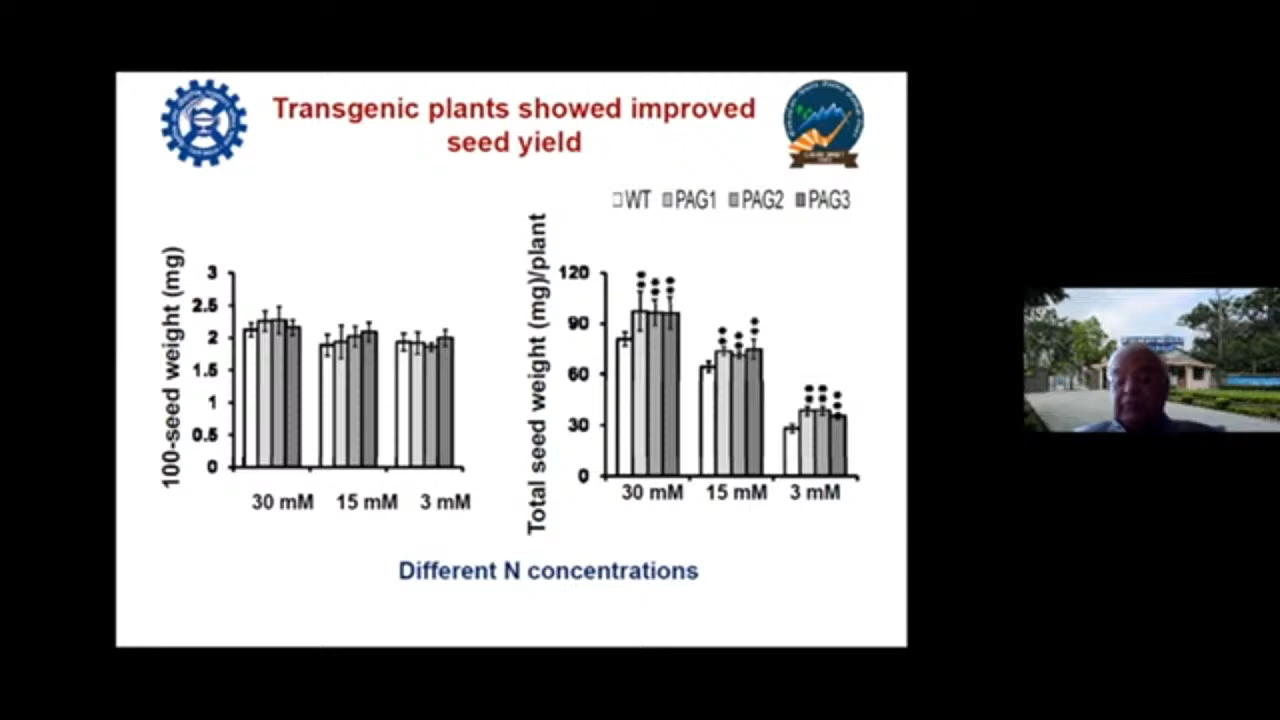 Transgenic plants showed improved
seed yield
WT PAG1 PAG2 PAG3
100-seed weight (mg)
3
2.5
2
1.5
1
0.5
0
30 mM 15 mM 3 mM
Total seed weight (mg)/plant
120
90
60
30
0
30 mM 15 mM 3 mM
Different N concentrations